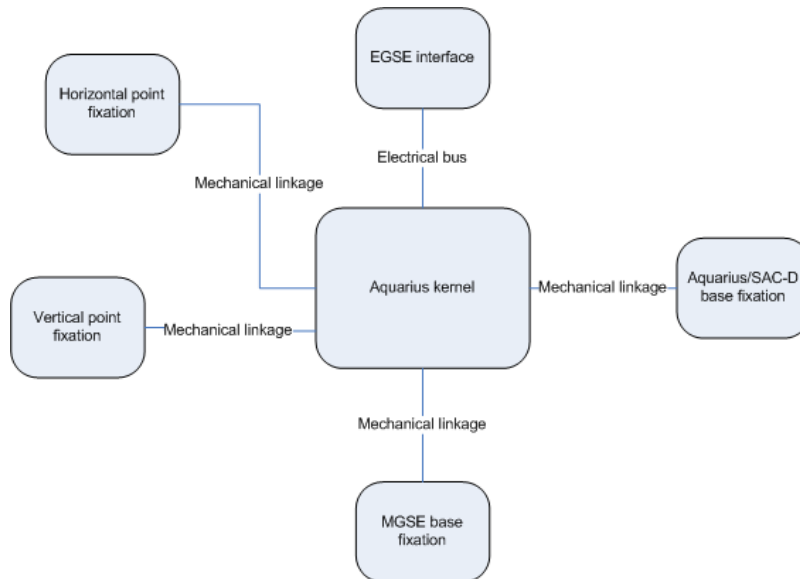 EGSE interface
Horizontal point
fixation
Electrical bus
Mechanical linkage
Aquarius kernel
Mechanical linkage
Aquarius/SAC-D
base fixation
Vertical point
fixation
Mechanical linkage
Mechanical linkage
MGSE base
fixation